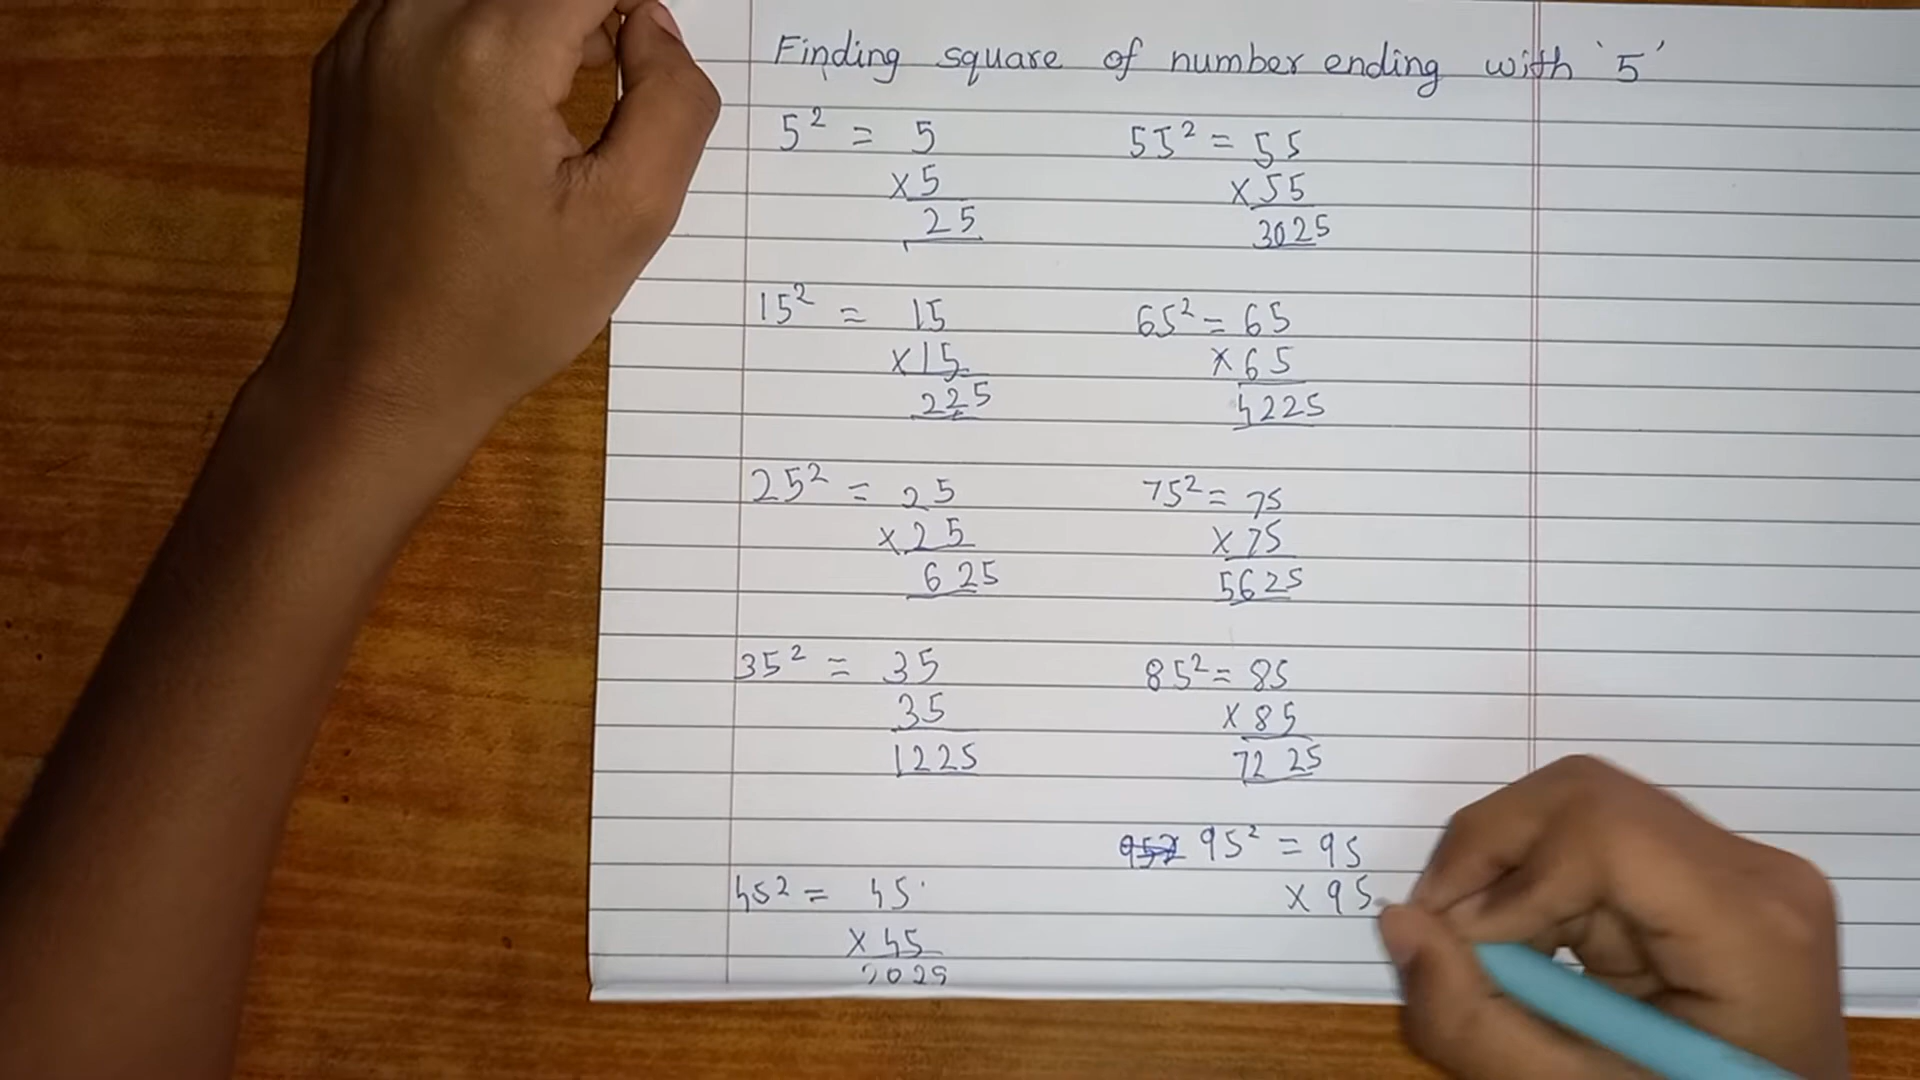 Finding square of number ending with '5'
5² = 5
×5
25
15² = 15
×15
225
25² = 25
×25
625
35² = 35
35
1225
45² = 45
×45
2025
55² = 55
×55
3025
65² = 65
×65
4225
75² = 75
×75
5625
85² = 85
×85
7225
95² = 95
×95